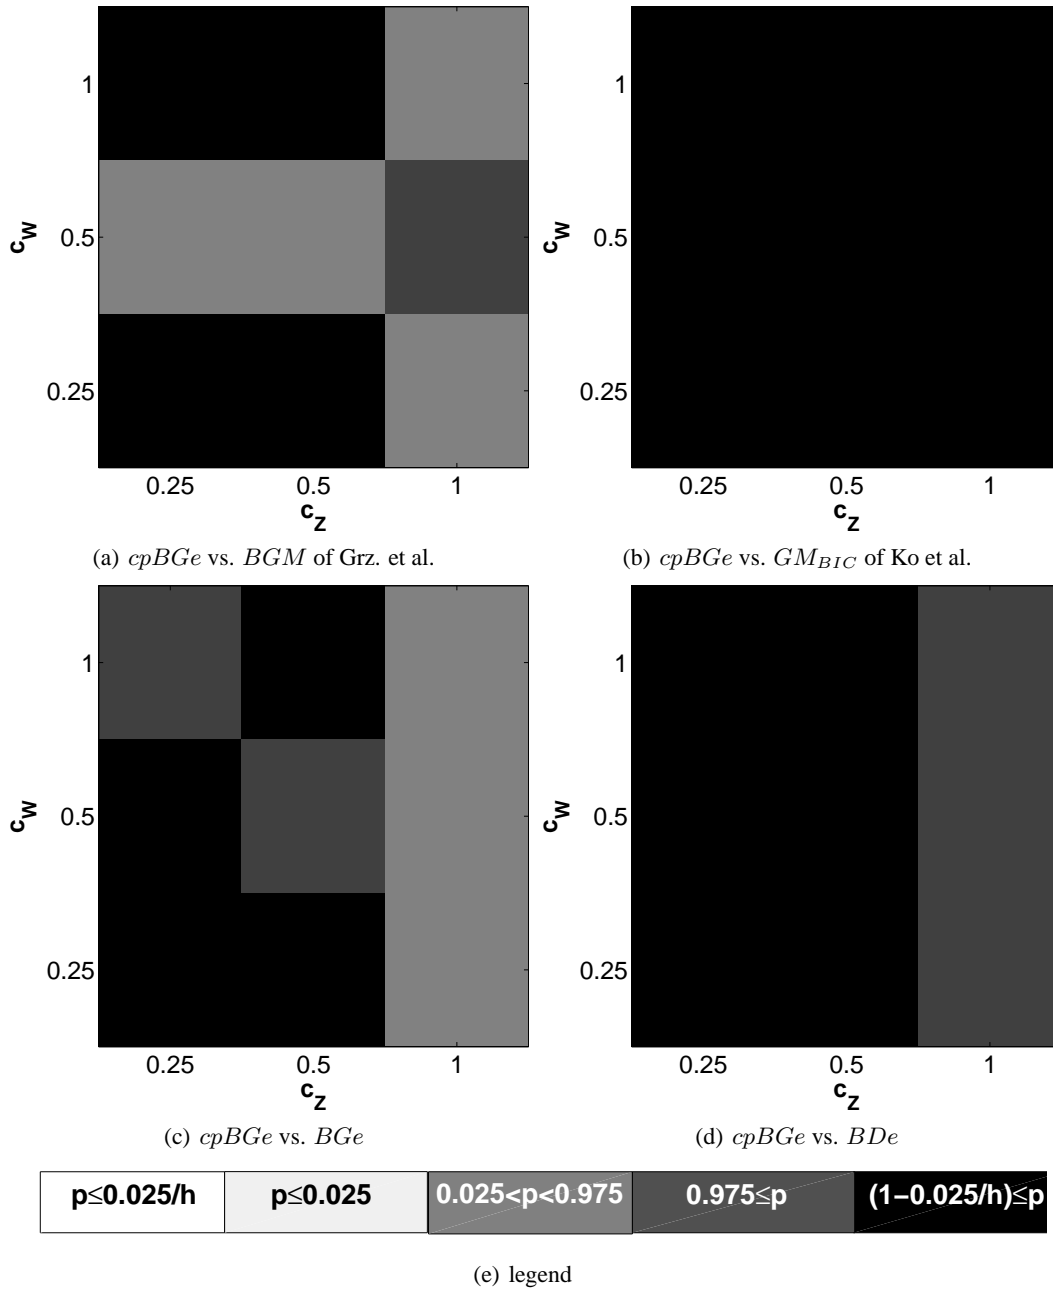 1
0.5
0.25
c_W
0.25 0.5 1
c_Z
(a) cpBGe vs. BGM of Grz. et al.
1
0.5
0.25
c_W
0.25 0.5 1
c_Z
(b) cpBGe vs. GM_BIC of Ko et al.
1
0.5
0.25
c_W
0.25 0.5 1
c_Z
(c) cpBGe vs. BGe
1
0.5
0.25
c_W
0.25 0.5 1
c_Z
(d) cpBGe vs. BDe
p≤0.025/h p≤0.025 0.025<p<0.975 0.975≤p (1−0.025/h)≤p
(e) legend